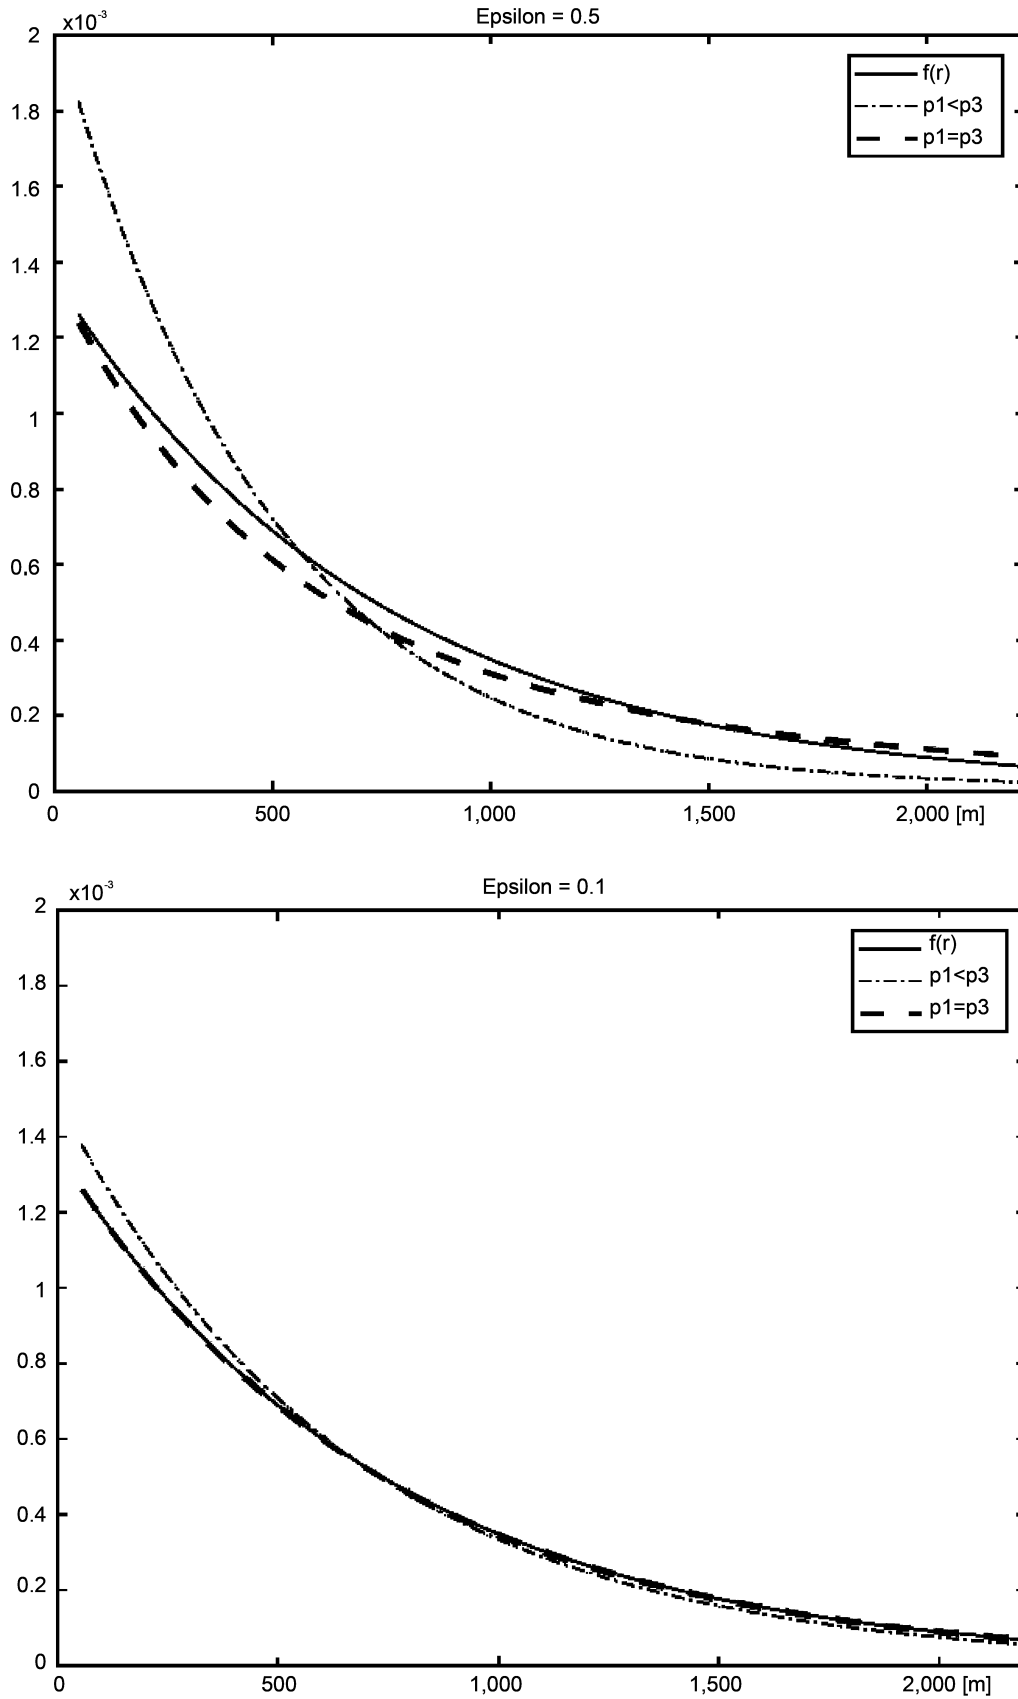 x10-3
Epsilon = 0.5
2
1.8
1.6
1.4
1.2
1
0.8
0.6
0.4
0.2
0
f(r)
p1<p3
p1=p3
0 500 1,000 1,500 2,000 [m]
x10-3
Epsilon = 0.1
2
1.8
1.6
1.4
1.2
1
0.8
0.6
0.4
0.2
0
f(r)
p1<p3
p1=p3
0 500 1,000 1,500 2,000 [m]